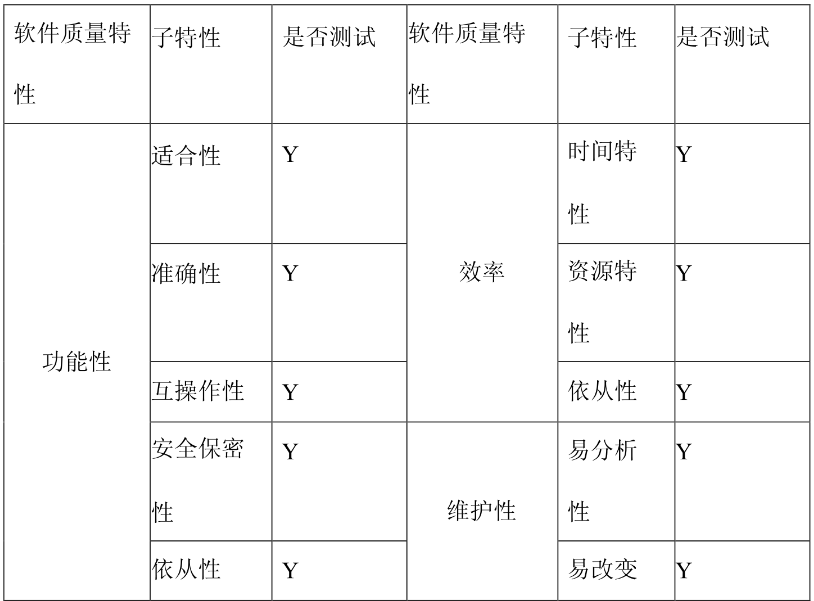 软件质量特
性
子特性
是否测试
软件质量特
性
子特性
是否测试
功能性
适合性
Y
效率
时间特
性
Y
准确性
Y
资源特
性
Y
互操作性
Y
依从性
Y
安全保密
性
Y
维护性
易分析
性
Y
依从性
Y
易改变
Y